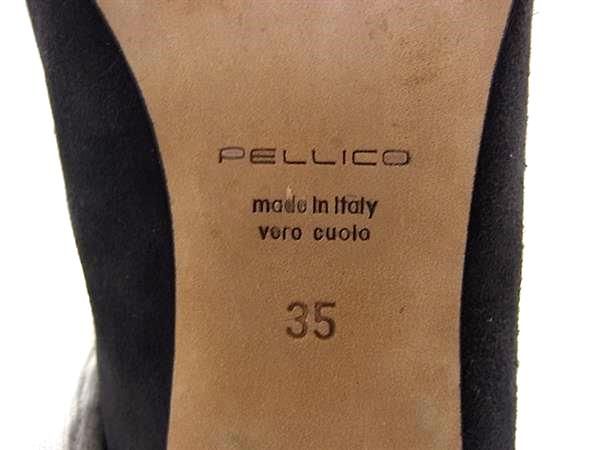 PELLICO
made in Italy
vero cuoio
35